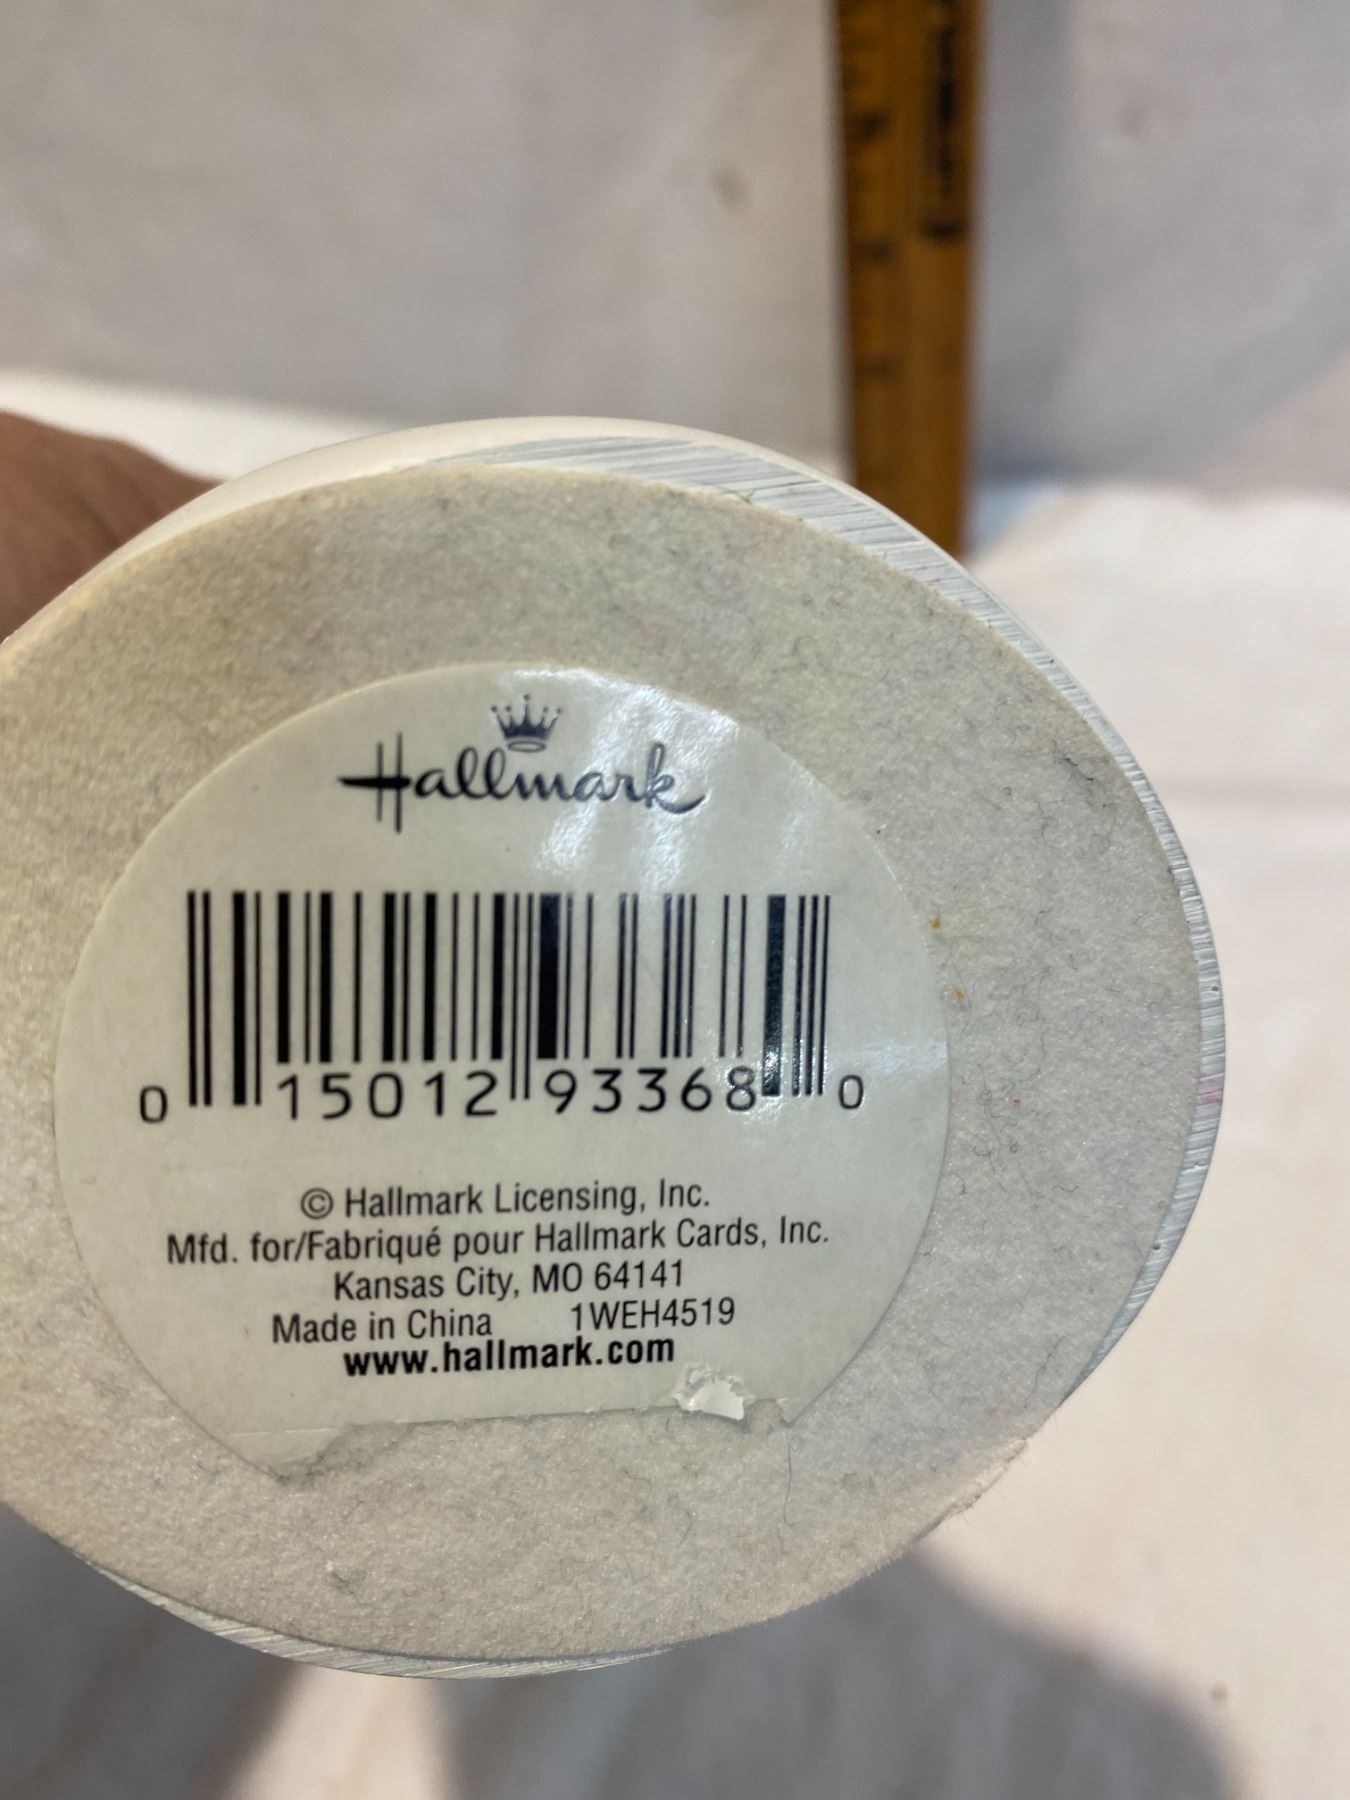 Hallmark
0 15012 93368 0
© Hallmark Licensing, Inc.
Mfd. for/Fabriqué pour Hallmark Cards, Inc.
Kansas City, MO 64141
Made in China 1WEH4519
www.hallmark.com